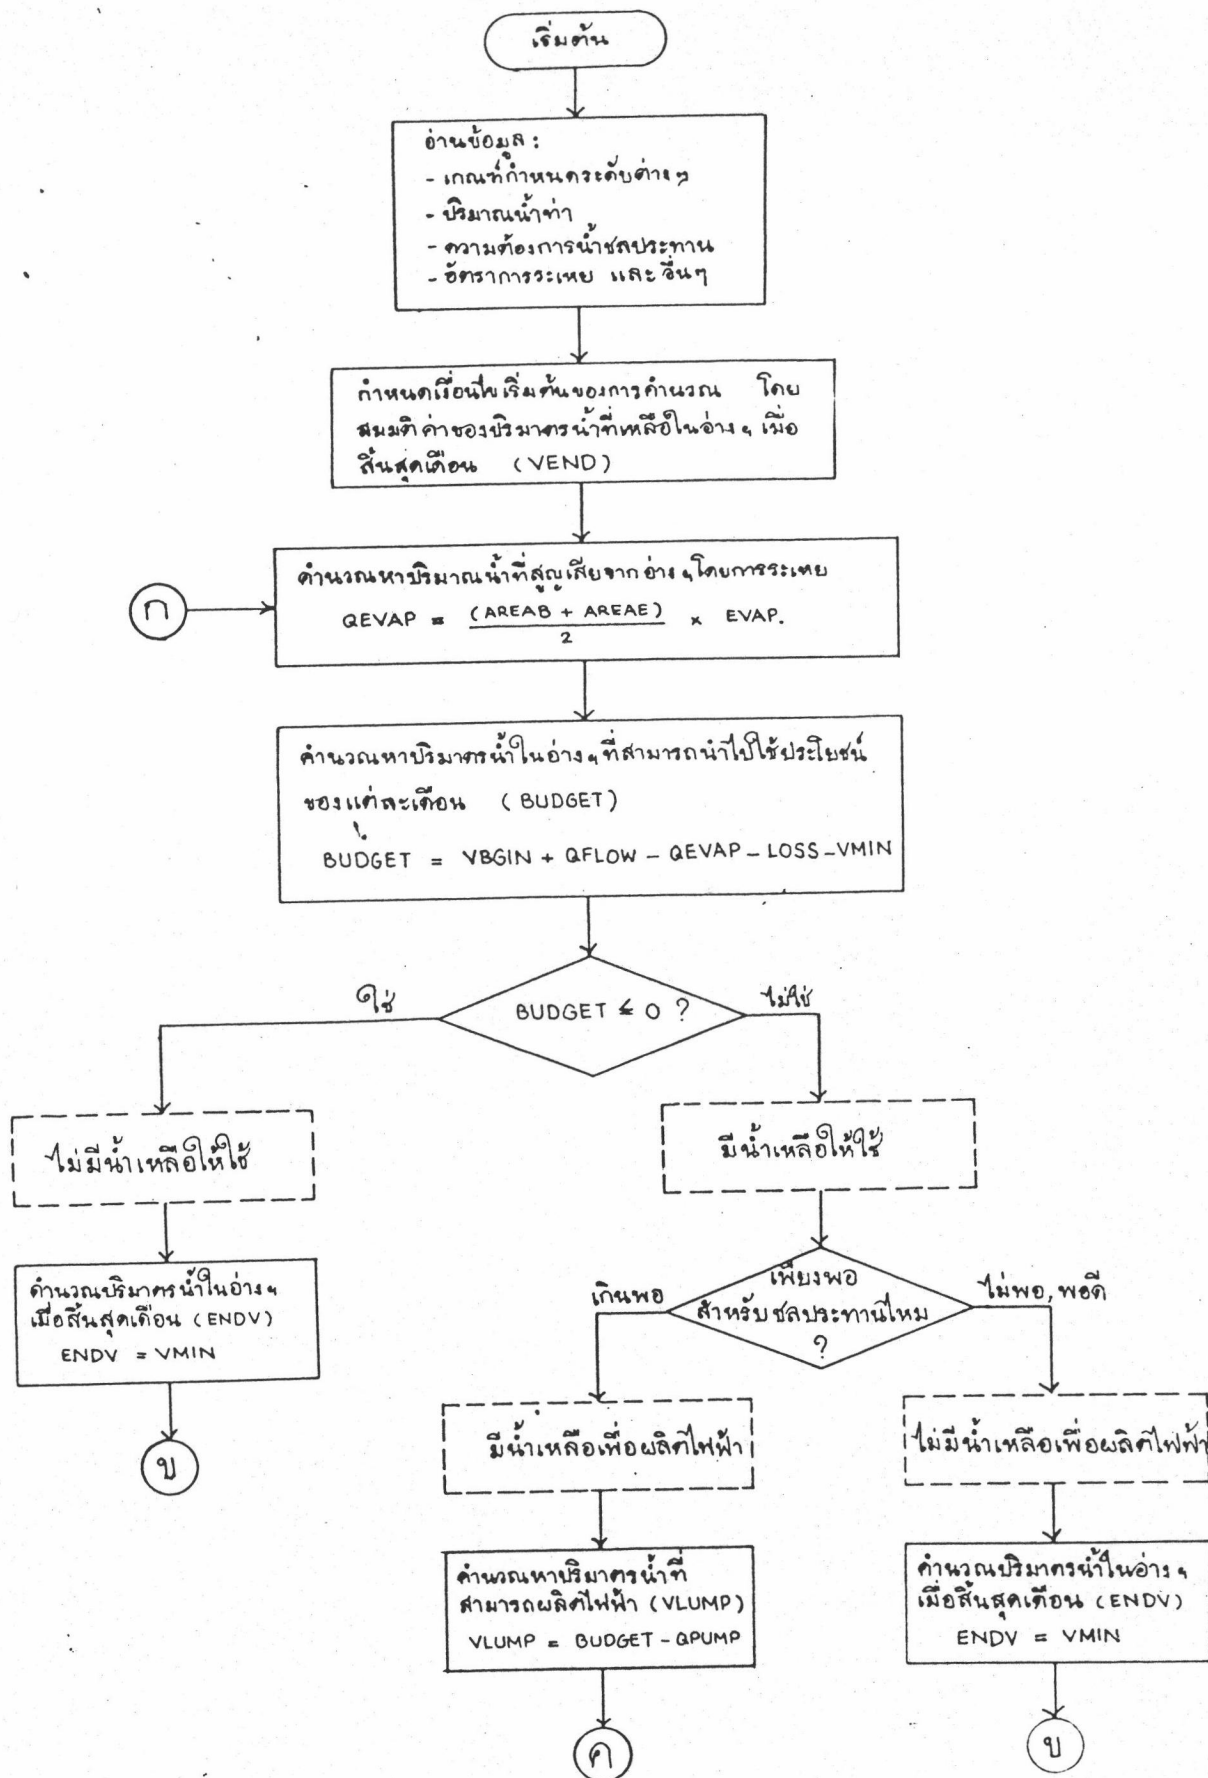 เริ่มต้น
อ่านข้อมูล :
- เกณฑ์กำหนดระดับต่างๆ
- ปริมาณน้ำท่า
- ความต้องการน้ำชลประทาน
- อัตราการระเหย และอื่นๆ
กำหนดเงื่อนไขเริ่มต้นของการคำนวณ โดย
สมมติค่าของปริมาตรน้ำที่เหลือในอ่างฯ เมื่อ
สิ้นสุดเดือน (VEND)
ก
คำนวณหาปริมาณน้ำที่สูญเสียจากอ่างฯโดยการระเหย
QEVAP = (AREAB + AREAE) / 2 x EVAP.
คำนวณหาปริมาตรน้ำในอ่างฯที่สามารถนำไปใช้ประโยชน์
ของแต่ละเดือน (BUDGET)
BUDGET = VBGIN + QFLOW - QEVAP - LOSS - VMIN
ใช่
BUDGET ≤ 0 ?
ไม่ใช่
ไม่มีน้ำเหลือให้ใช้
มีน้ำเหลือให้ใช้
คำนวณปริมาตรน้ำในอ่างฯ
เมื่อสิ้นสุดเดือน (ENDV)
ENDV = VMIN
ข
เกินพอ
เพียงพอ
สำหรับชลประทานไหม
?
ไม่พอ, พอดี
มีน้ำเหลือเพื่อผลิตไฟฟ้า
ไม่มีน้ำเหลือเพื่อผลิตไฟฟ้า
คำนวณหาปริมาตรน้ำที่
สามารถผลิตไฟฟ้า (VLUMP)
VLUMP = BUDGET - QPUMP
คำนวณปริมาตรน้ำในอ่างฯ
เมื่อสิ้นสุดเดือน (ENDV)
ENDV = VMIN
ค
ข